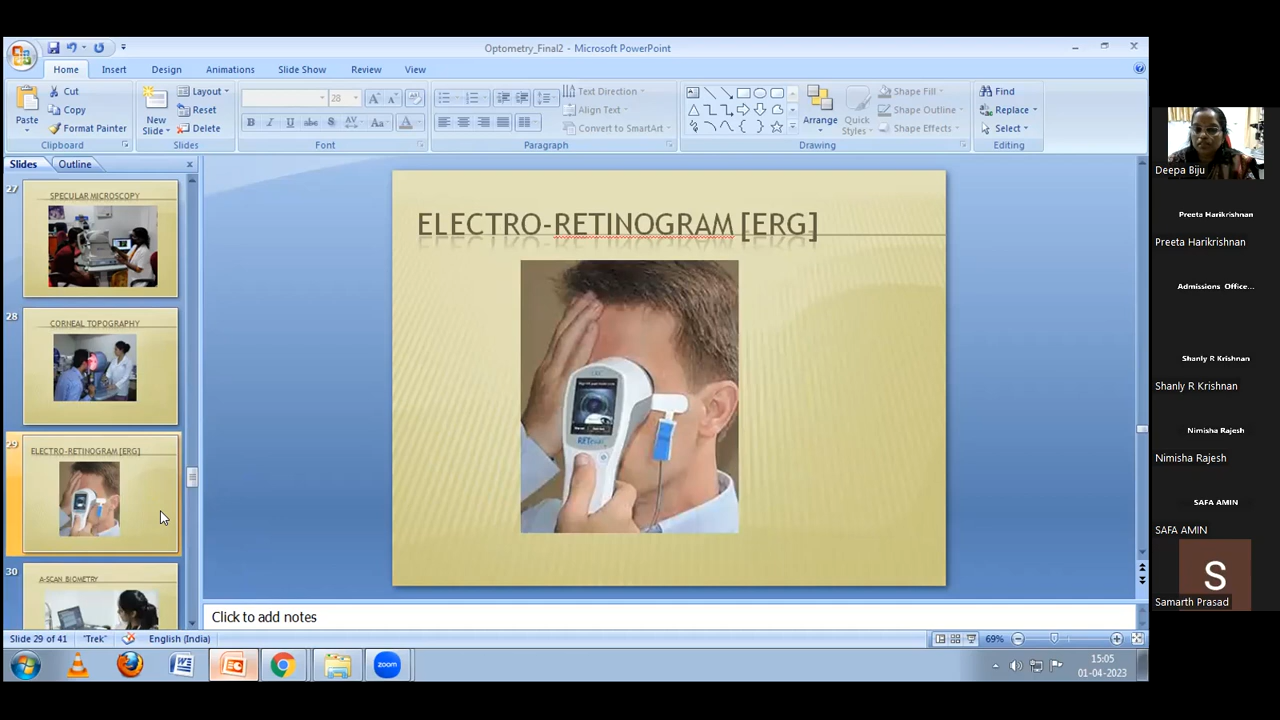 Optometry_Final2 - Microsoft PowerPoint
Home Insert Design Animations Slide Show Review View
Paste
Cut
Copy
Format Painter
Clipboard
New Slide
Layout
Reset
Delete
Slides
28
B I U abc S AV Aa A
Font
Text Direction
Align Text
Convert to SmartArt
Paragraph
Arrange
Quick Styles
Shape Fill
Shape Outline
Shape Effects
Drawing
Find
Replace
Select
Editing
Slides Outline
27
SPECULAR MICROSCOPY
28
CORNEAL TOPOGRAPHY
29
ELECTRO-RETINOGRAM [ERG]
30
A-SCAN BIOMETRY
ELECTRO-RETINOGRAM [ERG]
RETeval
Click to add notes
Slide 29 of 41 "Trek" English (India) 69%
zoom
15:05
01-04-2023
Deepa Biju
Preeta Harikrishnan
Preeta Harikrishnan
Admissions Office...
Shanly R Krishnan
Shanly R Krishnan
Nimisha Rajesh
Nimisha Rajesh
SAFA AMIN
SAFA AMIN
S
Samarth Prasad